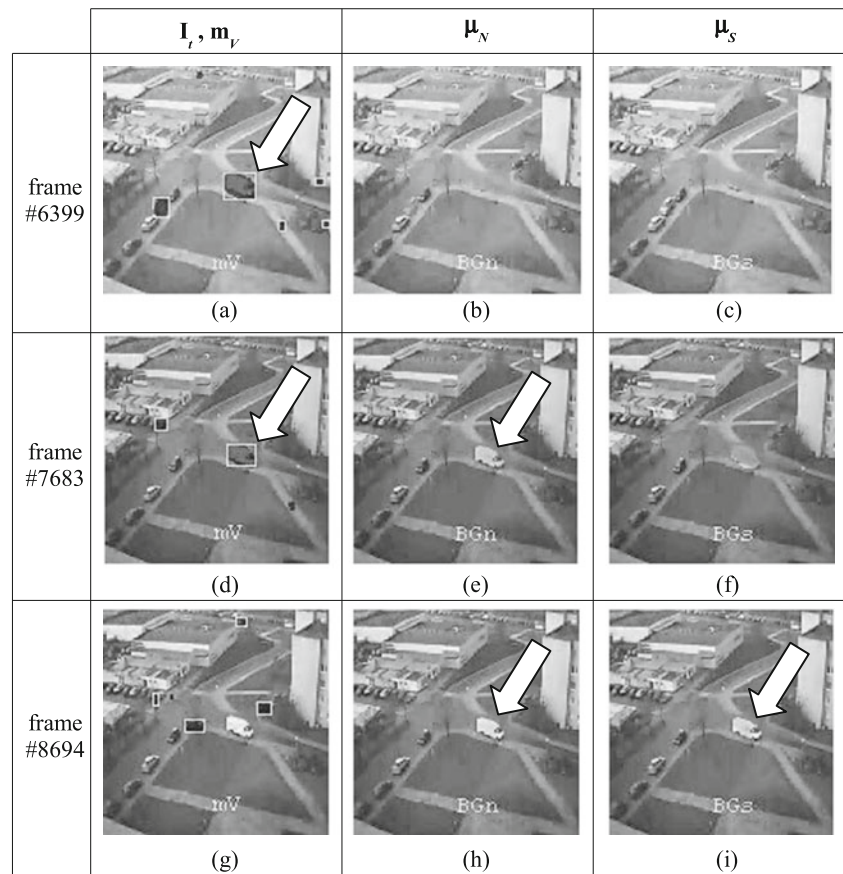 I_t , m_V μ_N μ_S
frame #6399
mV BGn BGs
(a) (b) (c)
frame #7683
mV BGn BGs
(d) (e) (f)
frame #8694
mV BGn BGs
(g) (h) (i)